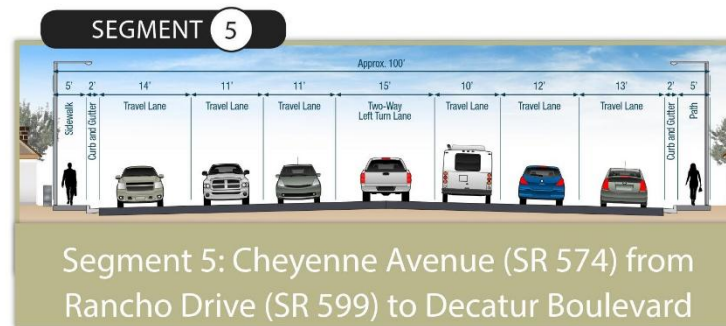 SEGMENT 5
Approx. 100'
5' 2' 14' 11' 11' 15' 10' 12' 13' 2' 5'
Sidewalk
Curb and Gutter
Travel Lane
Travel Lane
Travel Lane
Two-Way
Left Turn Lane
Travel Lane
Travel Lane
Travel Lane
Curb and Gutter
Path
Segment 5: Cheyenne Avenue (SR 574) from
Rancho Drive (SR 599) to Decatur Boulevard